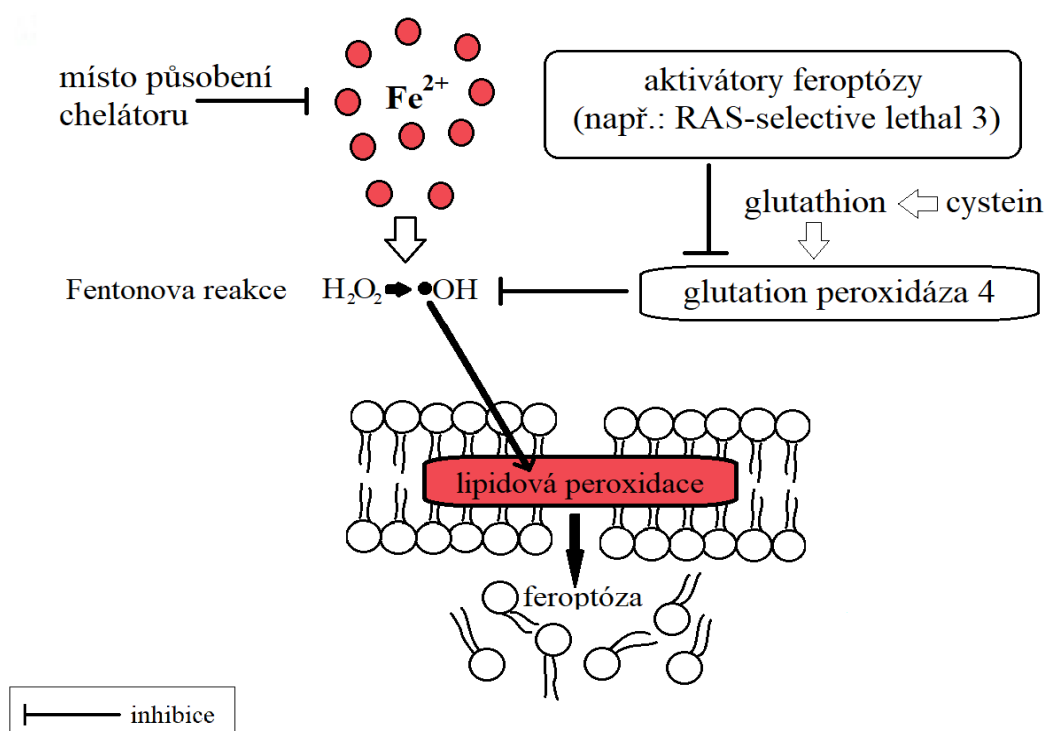 místo působení
chelátoru
Fe²⁺
aktivátory feroptózy
(např.: RAS-selective lethal 3)
glutathion cystein
Fentonova reakce H₂O₂ •OH
glutation peroxidáza 4
lipidová peroxidace
feroptóza
inhibice